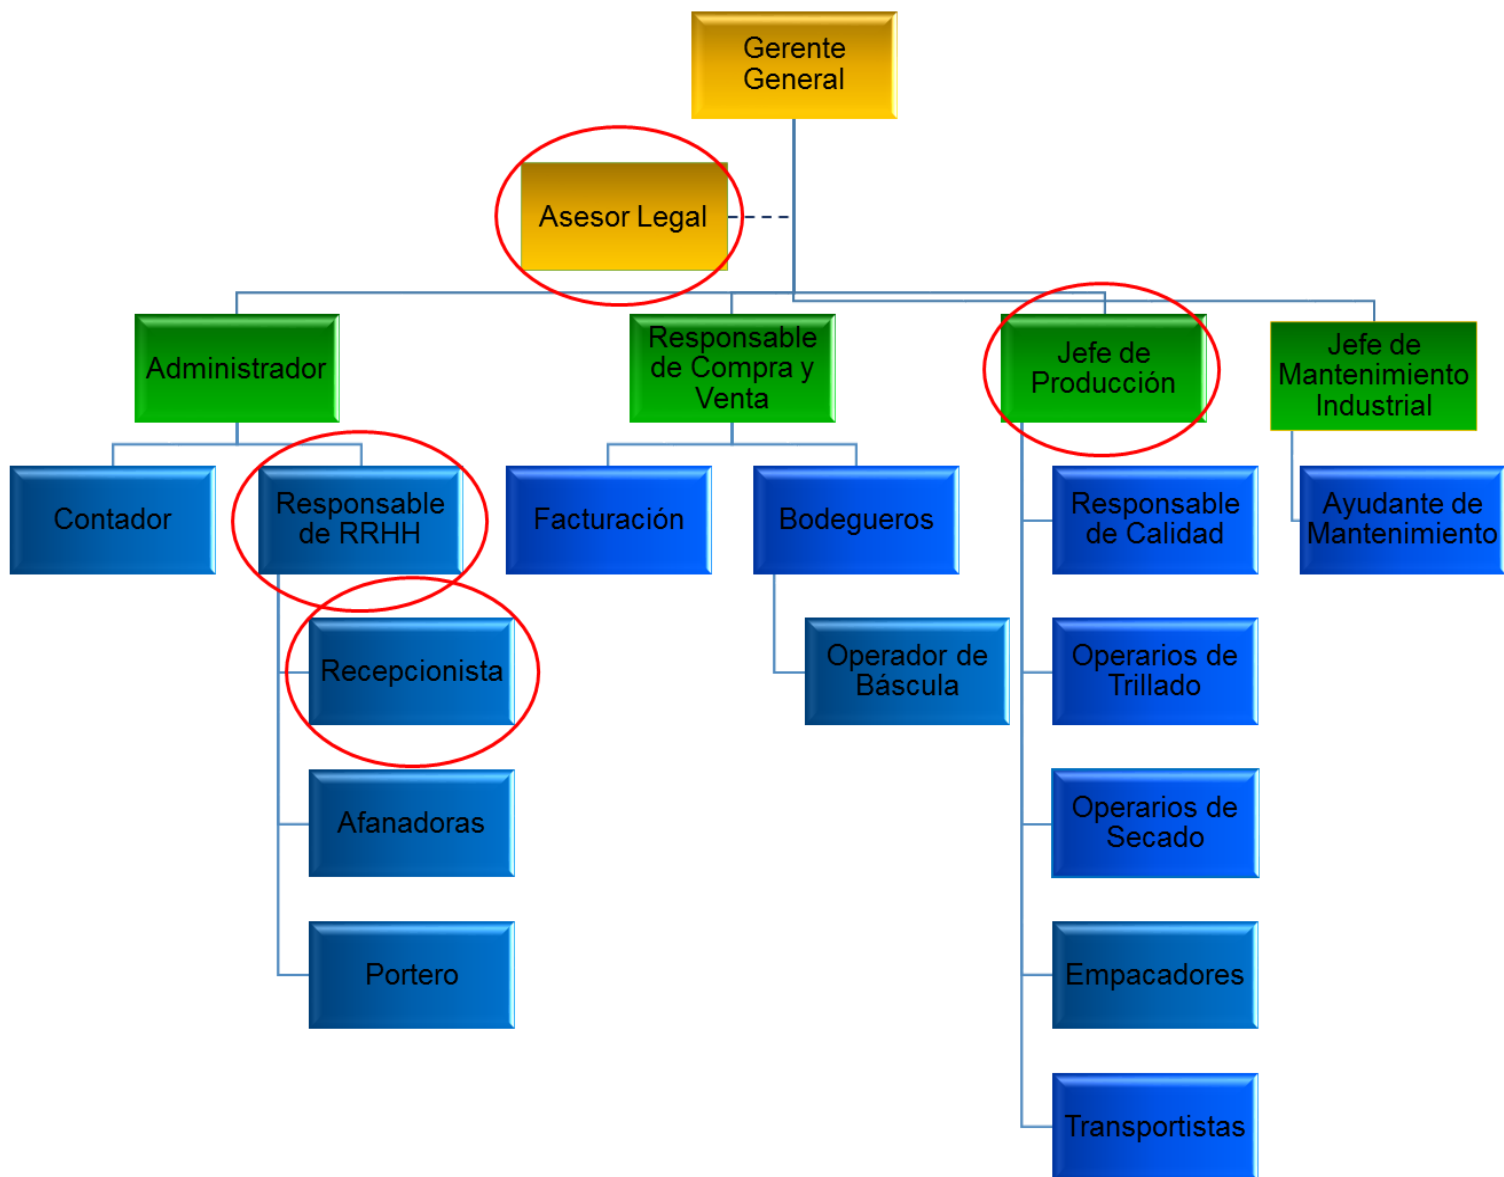 Gerente
General
Asesor Legal
Administrador
Responsable
de Compra y
Venta
Jefe de
Producción
Jefe de
Mantenimiento
Industrial
Contador
Responsable
de RRHH
Facturación
Bodegueros
Responsable
de Calidad
Ayudante de
Mantenimiento
Recepcionista
Operador de
Báscula
Operarios de
Trillado
Afanadoras
Operarios de
Secado
Portero
Empacadores
Transportistas